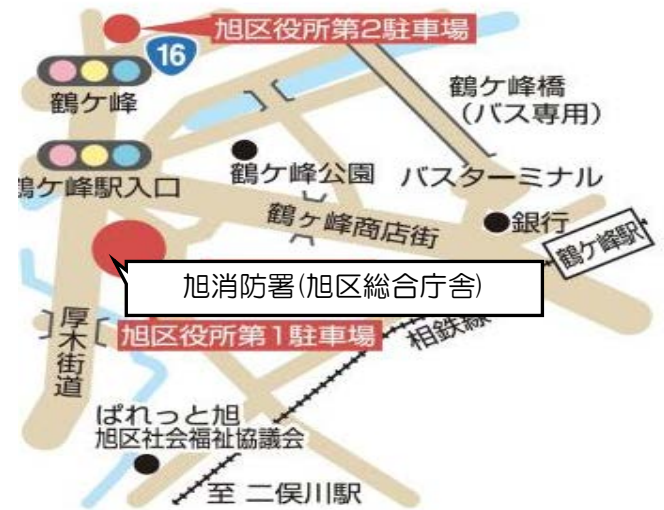 旭区役所第2駐車場
16
鶴ケ峰
鶴ケ峰橋
(バス専用)
鶴ケ峰駅入口
鶴ケ峰公園
バスターミナル
鶴ヶ峰商店街
銀行
鶴ケ峰駅
旭消防署(旭区総合庁舎)
厚木街道
旭区役所第1駐車場
相鉄線
ぱれっと旭
旭区社会福祉協議会
至 二俣川駅